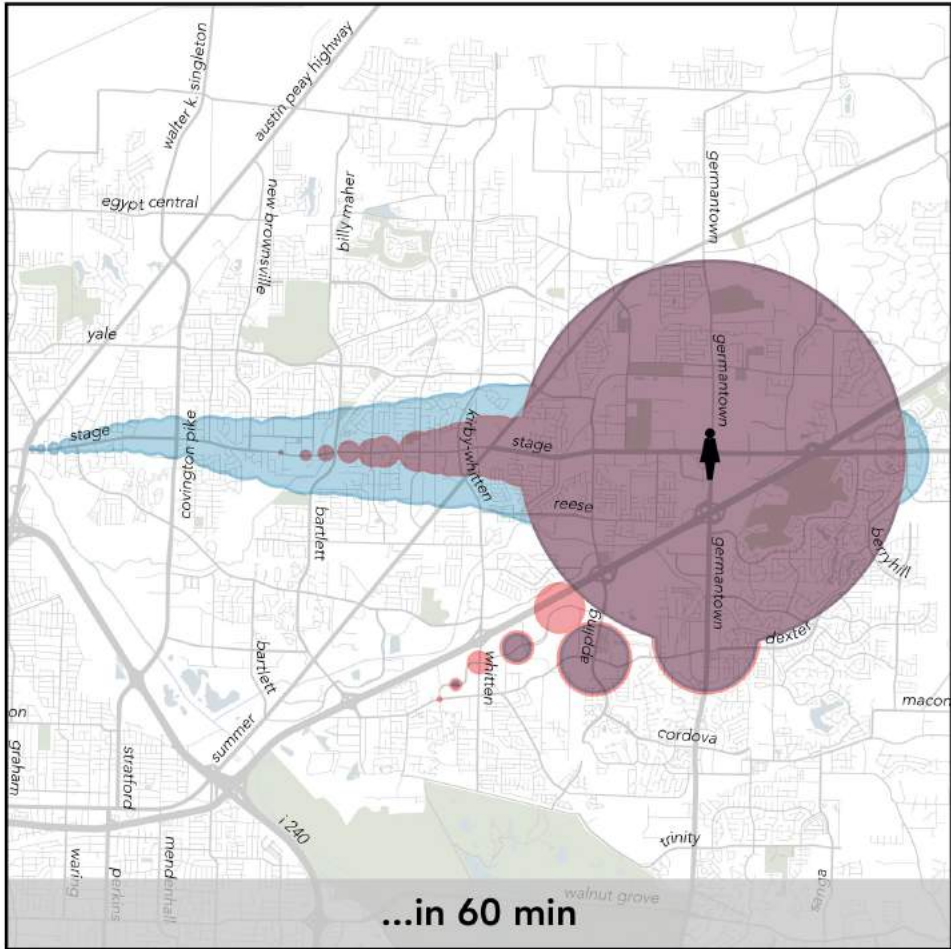 walter k. singleton
austin peay highway
germantown
egypt central
new brownsville
billy maher
yale
germantown
stage
covington pike
kirby-whitten
stage
reese
bartlett
germantown
berryhill
appling
dexter
bartlett
whitten
macon
on
summer
cordova
graham
stratford
i 240
trinity
waring
perkins
mendenhall
walnut grove
sanga
...in 60 min